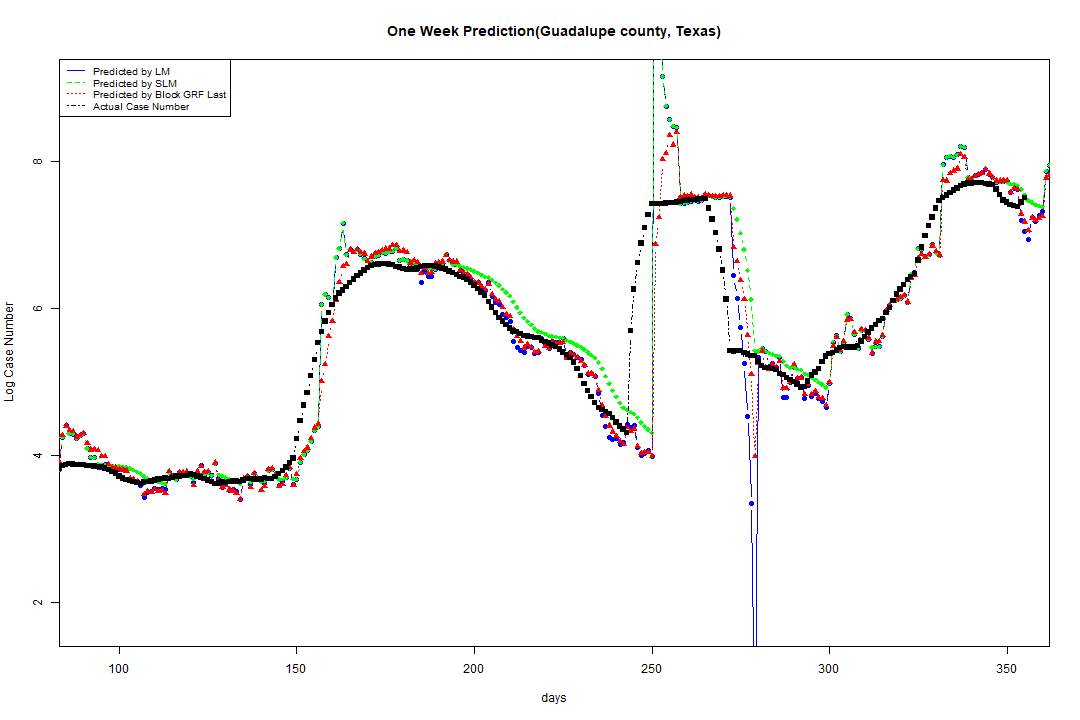 One Week Prediction(Guadalupe county, Texas)
Predicted by LM
Predicted by SLM
Predicted by Block GRF Last
Actual Case Number
Log Case Number
8
6
4
2
100 150 200 250 300 350
days